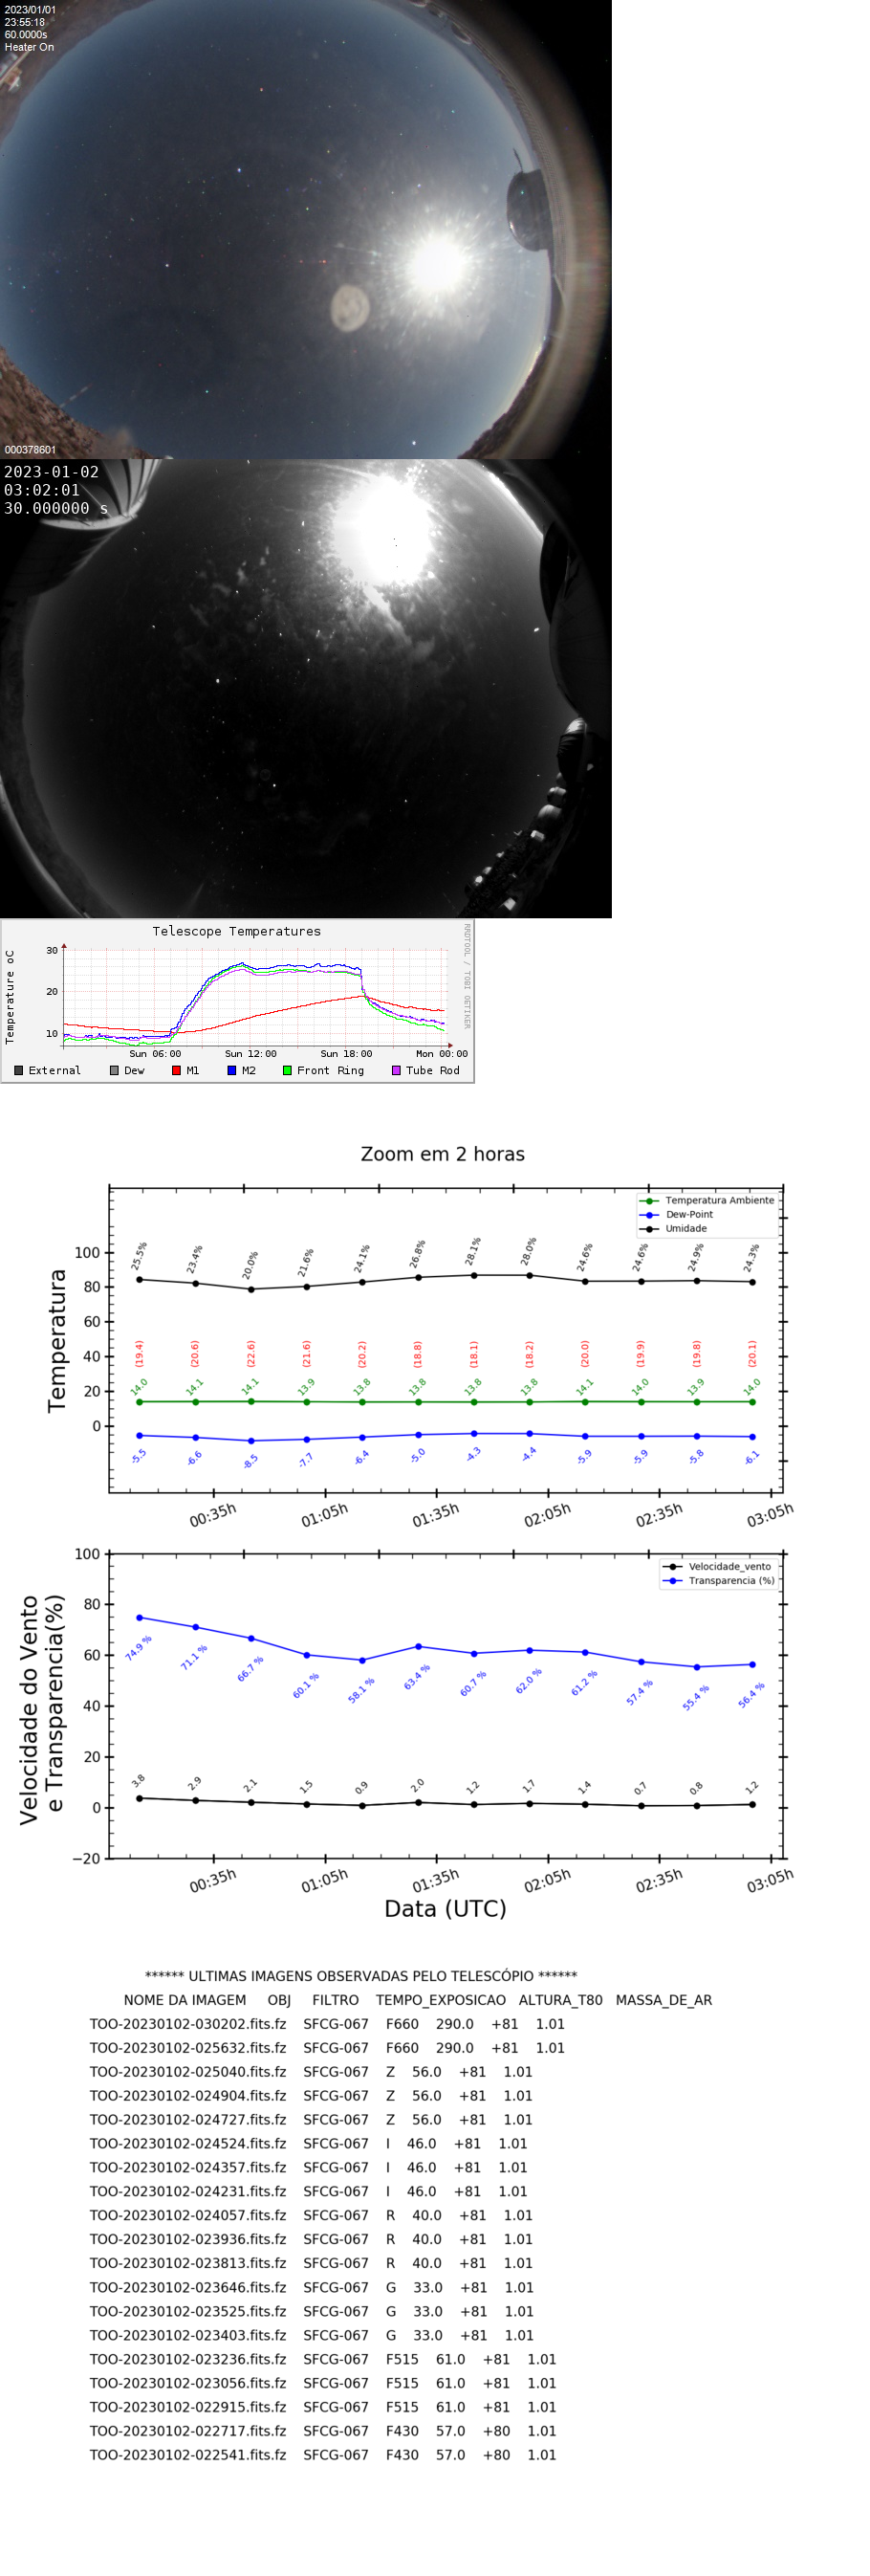 2023/01/01
23:55:18
60.0000s
Heater On
000378601
2023-01-02
03:02:01
30.000000 s
Telescope Temperatures
RRDTOOL / TOBI OETIKER
Temperature oC
30
20
10
Sun 06:00 Sun 12:00 Sun 18:00 Mon 00:00
External Dew M1 M2 Front Ring Tube Rod
Zoom em 2 horas
Temperatura Ambiente
Dew-Point
Umidade
Temperatura
100
80
60
40
20
0
25.5% 23.4% 20.0% 21.6% 24.1% 26.8% 28.1% 28.0% 24.6% 24.6% 24.9% 24.3%
(19.4) (20.6) (22.6) (21.6) (20.2) (18.8) (18.1) (18.2) (20.0) (19.9) (19.8) (20.1)
14.0 14.1 14.1 13.9 13.8 13.8 13.8 13.8 14.1 14.0 13.9 14.0
-5.5 -6.6 -8.5 -7.7 -6.4 -5.0 -4.3 -4.4 -5.9 -5.9 -5.8 -6.1
00:35h 01:05h 01:35h 02:05h 02:35h 03:05h
Velocidade_vento
Transparencia (%)
Velocidade do Vento
e Transparencia(%)
100
80
60
40
20
0
−20
74.9 % 71.1 % 66.7 % 60.1 % 58.1 % 63.4 % 60.7 % 62.0 % 61.2 % 57.4 % 55.4 % 56.4 %
3.8 2.9 2.1 1.5 0.9 2.0 1.2 1.7 1.4 0.7 0.8 1.2
00:35h 01:05h 01:35h 02:05h 02:35h 03:05h
Data (UTC)
****** ULTIMAS IMAGENS OBSERVADAS PELO TELESCÓPIO ******
NOME DA IMAGEM OBJ FILTRO TEMPO_EXPOSICAO ALTURA_T80 MASSA_DE_AR
TOO-20230102-030202.fits.fz SFCG-067 F660 290.0 +81 1.01
TOO-20230102-025632.fits.fz SFCG-067 F660 290.0 +81 1.01
TOO-20230102-025040.fits.fz SFCG-067 Z 56.0 +81 1.01
TOO-20230102-024904.fits.fz SFCG-067 Z 56.0 +81 1.01
TOO-20230102-024727.fits.fz SFCG-067 Z 56.0 +81 1.01
TOO-20230102-024524.fits.fz SFCG-067 I 46.0 +81 1.01
TOO-20230102-024357.fits.fz SFCG-067 I 46.0 +81 1.01
TOO-20230102-024231.fits.fz SFCG-067 I 46.0 +81 1.01
TOO-20230102-024057.fits.fz SFCG-067 R 40.0 +81 1.01
TOO-20230102-023936.fits.fz SFCG-067 R 40.0 +81 1.01
TOO-20230102-023813.fits.fz SFCG-067 R 40.0 +81 1.01
TOO-20230102-023646.fits.fz SFCG-067 G 33.0 +81 1.01
TOO-20230102-023525.fits.fz SFCG-067 G 33.0 +81 1.01
TOO-20230102-023403.fits.fz SFCG-067 G 33.0 +81 1.01
TOO-20230102-023236.fits.fz SFCG-067 F515 61.0 +81 1.01
TOO-20230102-023056.fits.fz SFCG-067 F515 61.0 +81 1.01
TOO-20230102-022915.fits.fz SFCG-067 F515 61.0 +81 1.01
TOO-20230102-022717.fits.fz SFCG-067 F430 57.0 +80 1.01
TOO-20230102-022541.fits.fz SFCG-067 F430 57.0 +80 1.01